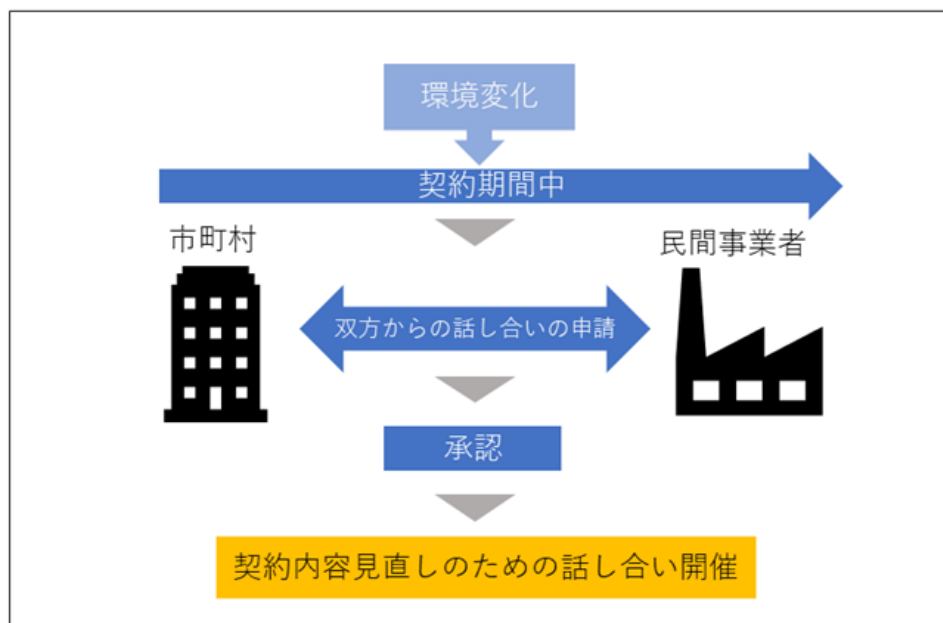 環境変化
契約期間中
市町村
民間事業者
双方からの話し合いの申請
承認
契約内容見直しのための話し合い開催